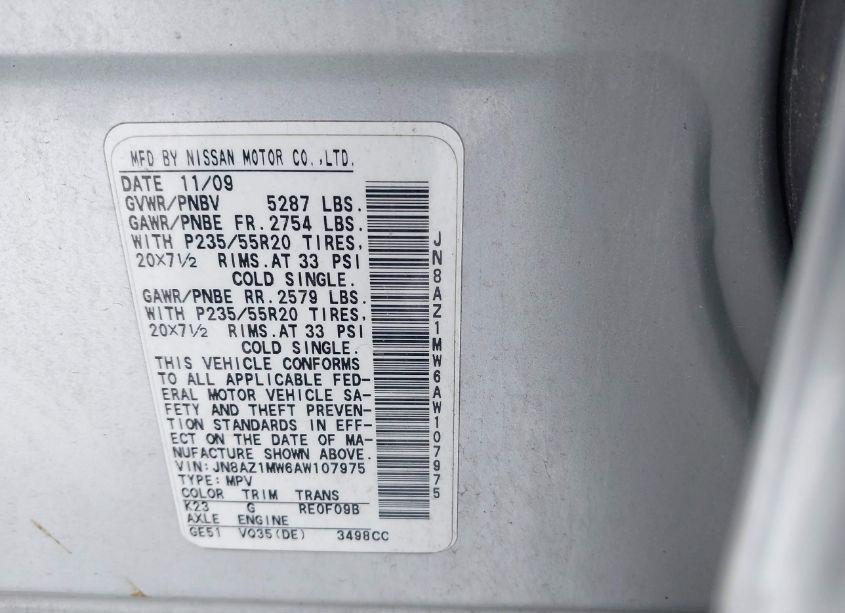 MFD BY NISSAN MOTOR CO.,LTD.
DATE 11/09
GVWR/PNBV 5287 LBS.
GAWR/PNBE FR. 2754 LBS.
WITH P235/55R20 TIRES,
20×7½ RIMS.AT 33 PSI
COLD SINGLE.
GAWR/PNBE RR. 2579 LBS.
WITH P235/55R20 TIRES,
20×7½ RIMS.AT 33 PSI
COLD SINGLE.
THIS VEHICLE CONFORMS
TO ALL APPLICABLE FED-
ERAL MOTOR VEHICLE SA-
FETY AND THEFT PREVEN-
TION STANDARDS IN EFF-
ECT ON THE DATE OF MA-
NUFACTURE SHOWN ABOVE.
VIN:JN8AZ1MW6AW107975
TYPE:MPV
COLOR TRIM TRANS
K23 G RE0F09B
AXLE ENGINE
GE51 VQ35(DE) 3498CC
JN8AZ1MW6AW107975